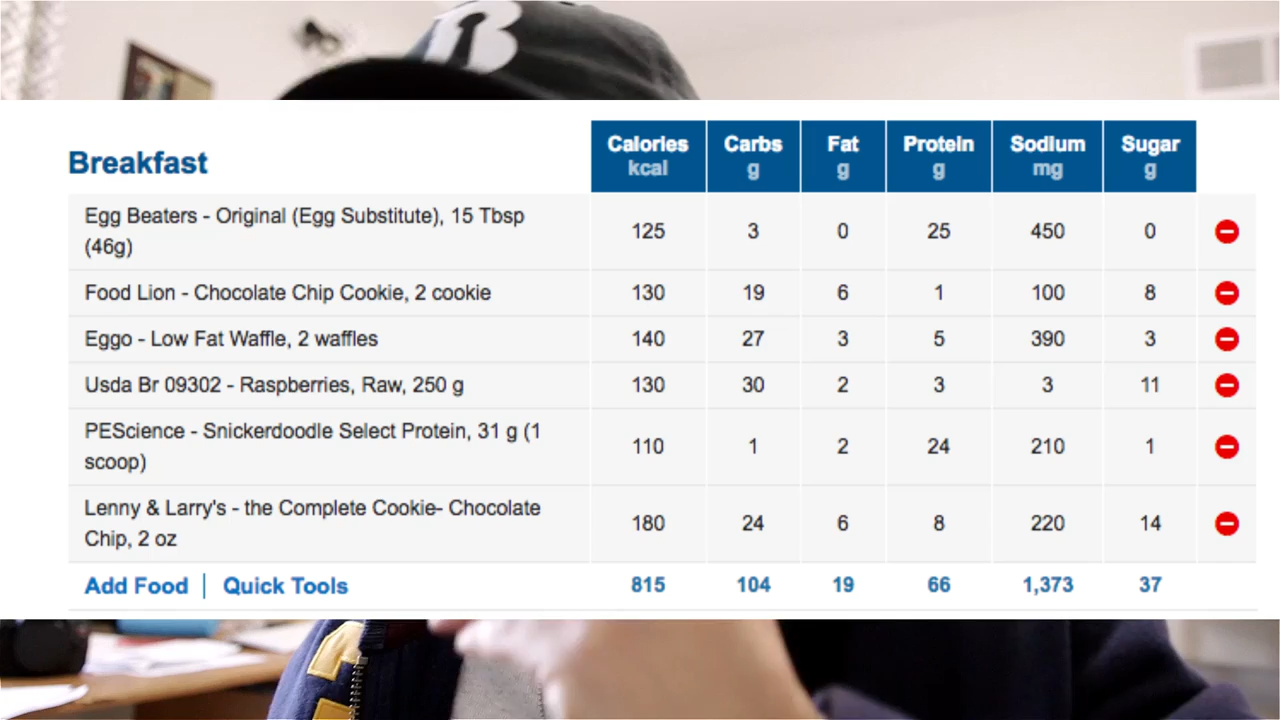 B
Breakfast
Calories Carbs Fat Protein Sodium Sugar
kcal g g g mg g
Egg Beaters - Original (Egg Substitute), 15 Tbsp
(46g)
125 3 0 25 450 0
Food Lion - Chocolate Chip Cookie, 2 cookie 130 19 6 1 100 8
Eggo - Low Fat Waffle, 2 waffles 140 27 3 5 390 3
Usda Br 09302 - Raspberries, Raw, 250 g 130 30 2 3 3 11
PEScience - Snickerdoodle Select Protein, 31 g (1
scoop)
110 1 2 24 210 1
Lenny & Larry's - the Complete Cookie- Chocolate
Chip, 2 oz
180 24 6 8 220 14
Add Food | Quick Tools 815 104 19 66 1,373 37